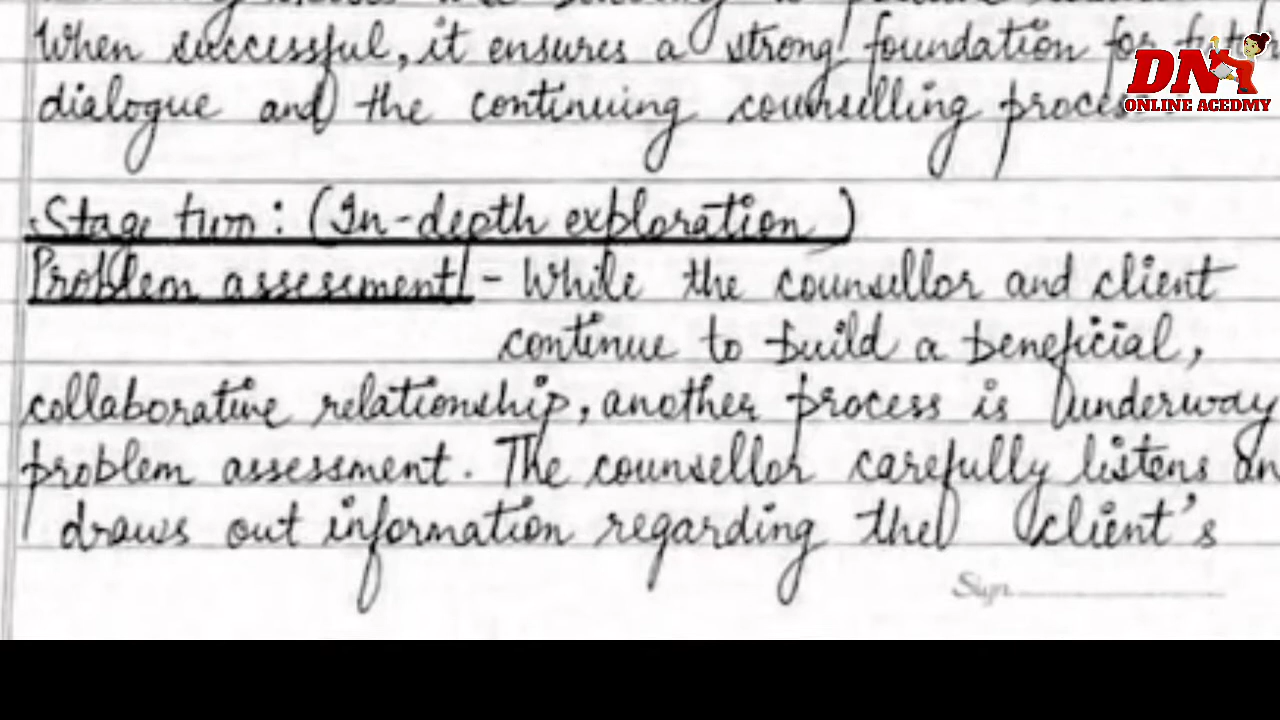 When successful, it ensures a strong foundation for
dialogue and the continuing counselling process
DN
ONLINE ACEDMY
Stage two : (In-depth exploration)
Problem assessment - While the counsellor and client
continue to build a beneficial,
collaborative relationship, another process is underway
problem assessment. The counsellor carefully listens an
draws out information regarding the client's
Sign